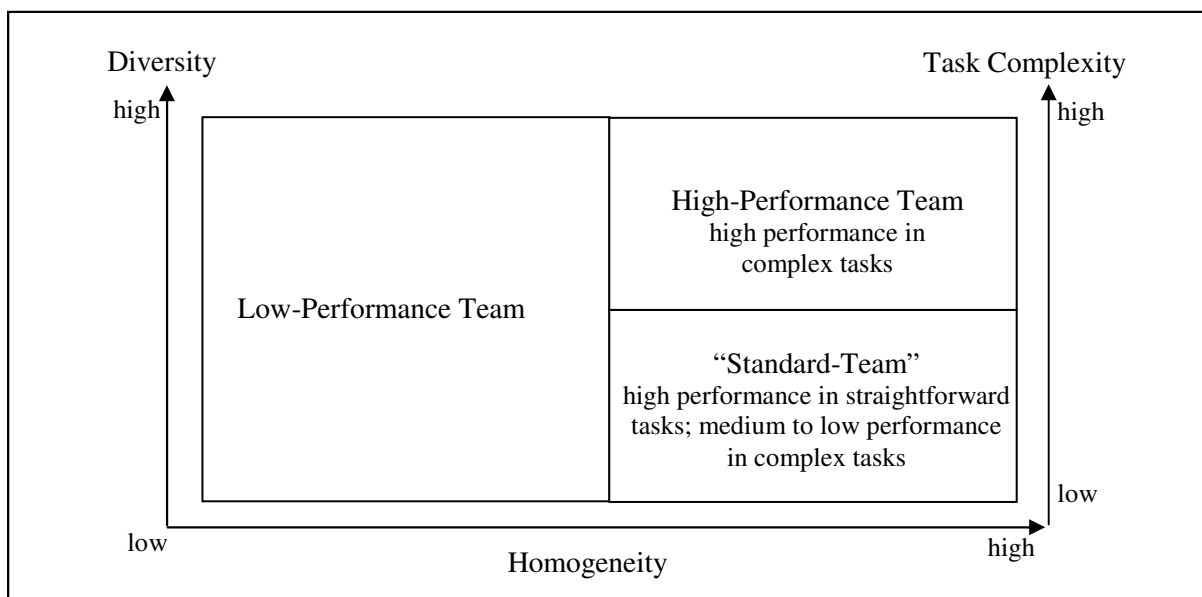 Diversity
Task Complexity
high
high
High-Performance Team
high performance in
complex tasks
Low-Performance Team
“Standard-Team”
high performance in straightforward
tasks; medium to low performance
in complex tasks
low
low
high
Homogeneity